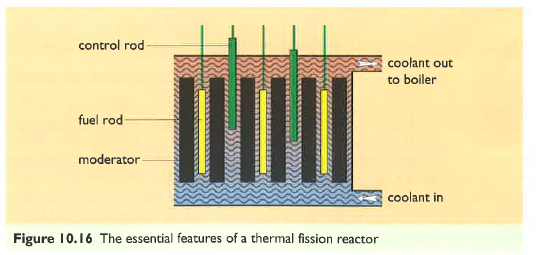 control rod
coolant out
to boiler
fuel rod
moderator
coolant in
Figure 10.16 The essential features of a thermal fission reactor